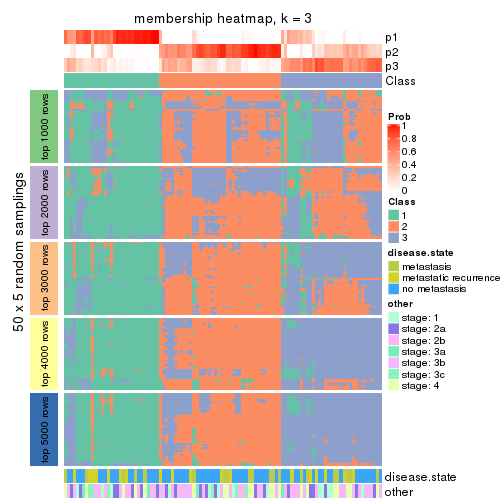 membership heatmap, k = 3
p1
p2
p3
Class
50 x 5 random samplings
top 1000 rows
top 2000 rows
top 3000 rows
top 4000 rows
top 5000 rows
disease.state
other
Prob
1
0.8
0.6
0.4
0.2
0
Class
1
2
3
disease.state
metastasis
metastatic recurrence
no metastasis
other
stage: 1
stage: 2a
stage: 2b
stage: 3a
stage: 3b
stage: 3c
stage: 4